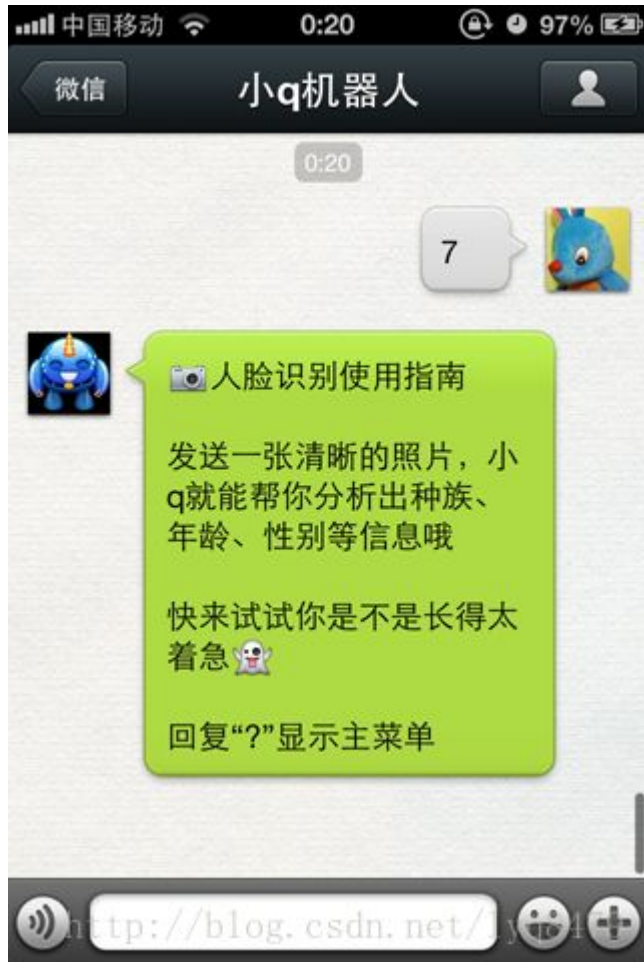 中国移动 0:20 97%
微信 小q机器人
0:20
7
人脸识别使用指南
发送一张清晰的照片，小
q就能帮你分析出种族、
年龄、性别等信息哦
快来试试你是不是长得太
着急
回复“?”显示主菜单
http://blog.csdn.net/